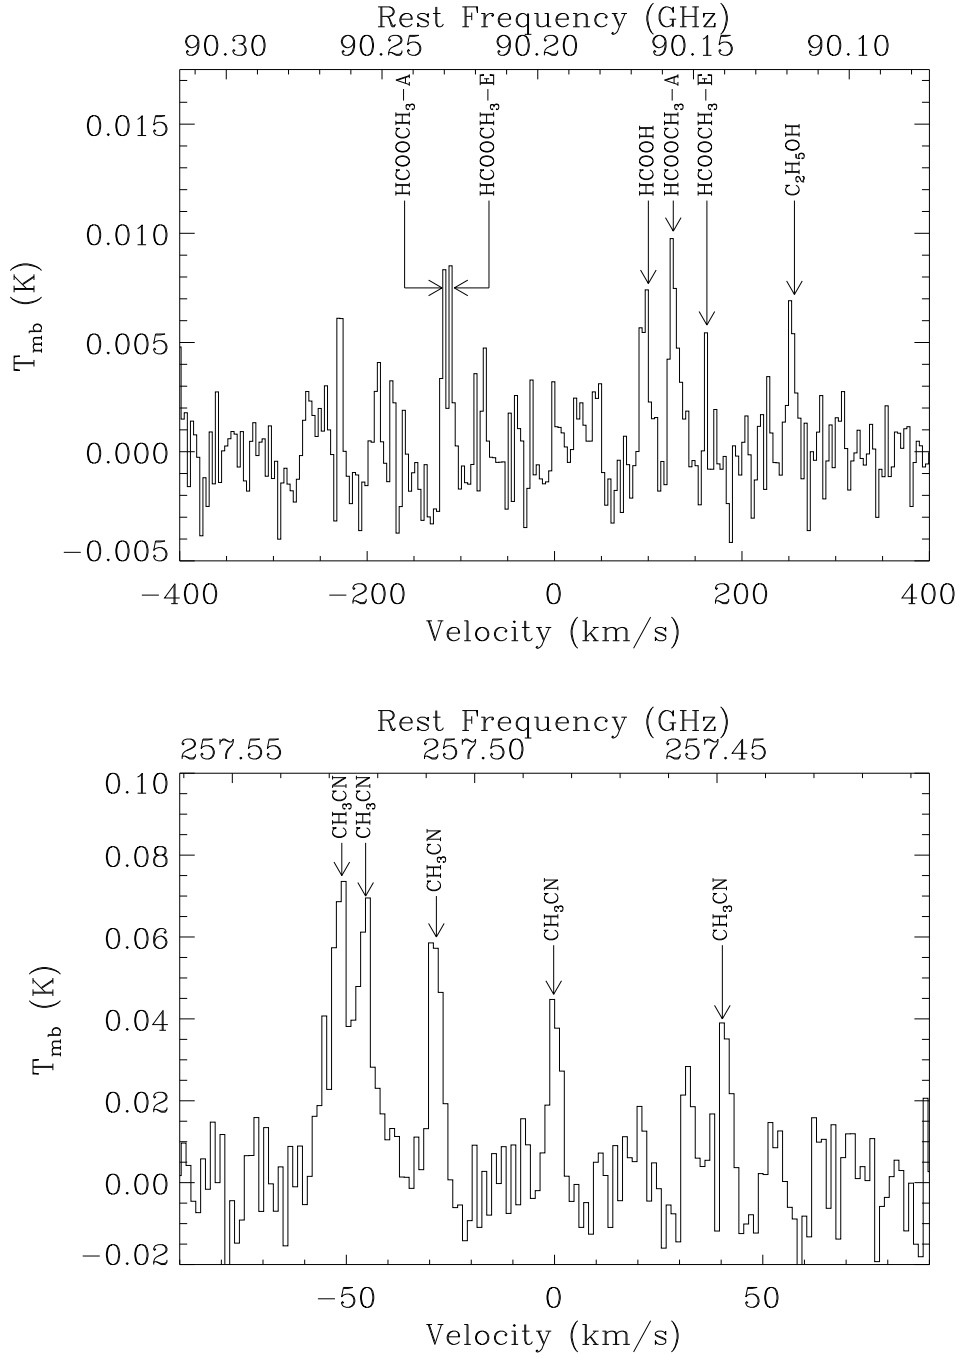 Rest Frequency (GHz)
90.30 90.25 90.20 90.15 90.10
HCOOCH₃−A
HCOOCH₃−E
HCOOH
HCOOCH₃−A
HCOOCH₃−E
C₂H₅OH
0.015
0.010
0.005
0.000
−0.005
T_mb (K)
−400 −200 0 200 400
Velocity (km/s)
Rest Frequency (GHz)
257.55 257.50 257.45
CH₃CN
CH₃CN
CH₃CN
CH₃CN
CH₃CN
0.10
0.08
0.06
0.04
0.02
0.00
−0.02
T_mb (K)
−50 0 50
Velocity (km/s)